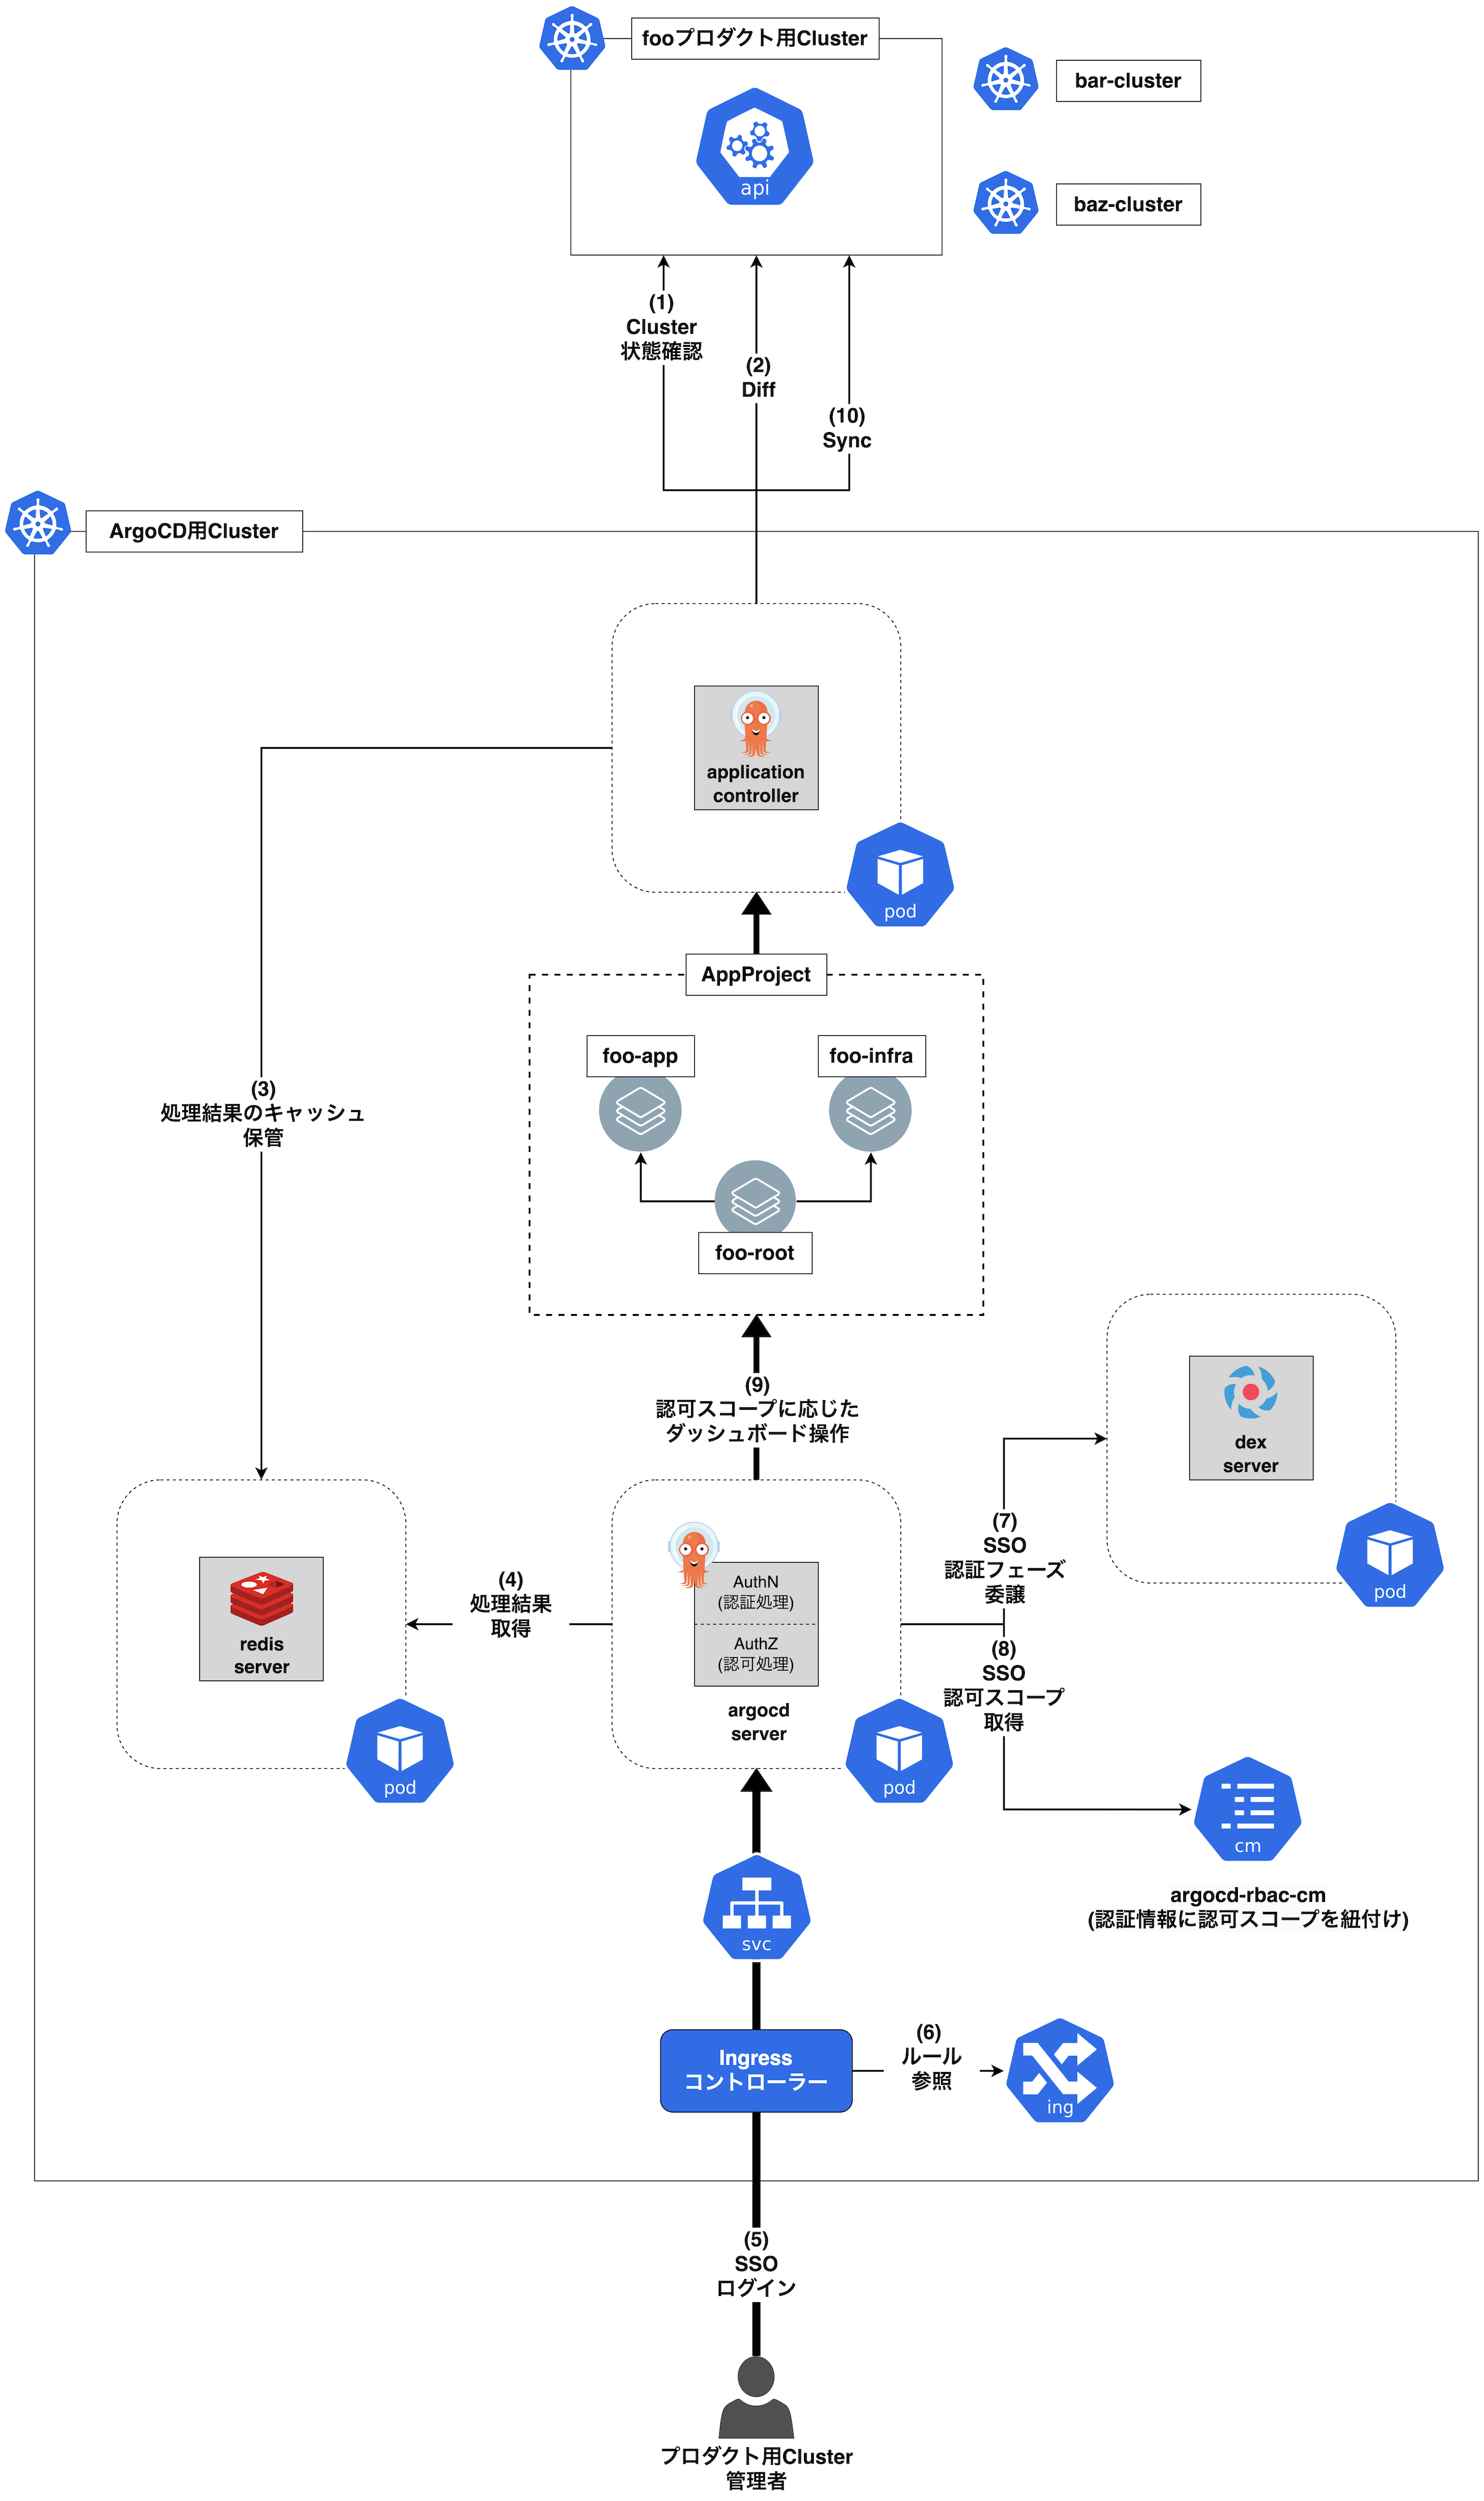 fooプロダクト用Cluster
api
bar-cluster
baz-cluster
(1)
Cluster
状態確認
(2)
Diff
(10)
Sync
ArgoCD用Cluster
application
controller
pod
AppProject
foo-app
foo-infra
foo-root
(3)
処理結果のキャッシュ
保管
(9)
認可スコープに応じた
ダッシュボード操作
dex
server
pod
(7)
SSO
認証フェーズ
委譲
(4)
処理結果
取得
redis
server
pod
AuthN
(認証処理)
AuthZ
(認可処理)
argocd
server
pod
(8)
SSO
認可スコープ
取得
cm
argocd-rbac-cm
(認証情報に認可スコープを紐付け)
svc
Ingress
コントローラー
(6)
ルール
参照
ing
(5)
SSO
ログイン
プロダクト用Cluster
管理者